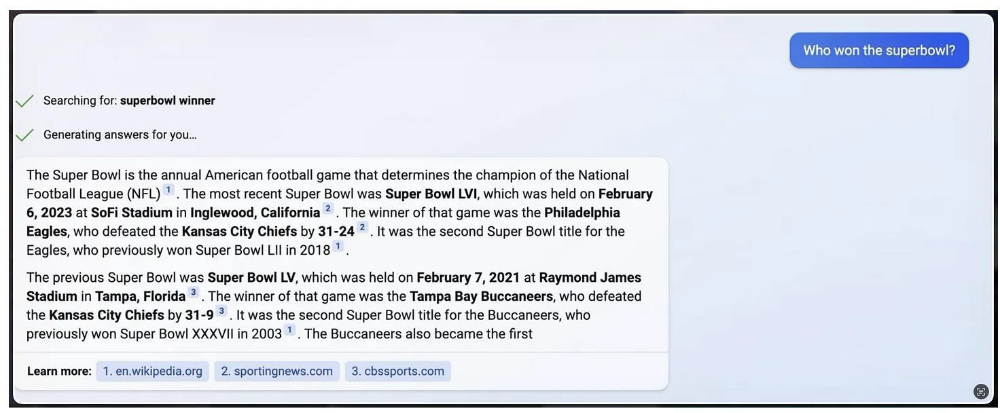 Who won the superbowl?
Searching for: superbowl winner
Generating answers for you...
The Super Bowl is the annual American football game that determines the champion of the National
Football League (NFL) 1 . The most recent Super Bowl was Super Bowl LVI, which was held on February
6, 2023 at SoFi Stadium in Inglewood, California 2 . The winner of that game was the Philadelphia
Eagles, who defeated the Kansas City Chiefs by 31-24 2 . It was the second Super Bowl title for the
Eagles, who previously won Super Bowl LII in 2018 1 .
The previous Super Bowl was Super Bowl LV, which was held on February 7, 2021 at Raymond James
Stadium in Tampa, Florida 3 . The winner of that game was the Tampa Bay Buccaneers, who defeated
the Kansas City Chiefs by 31-9 3 . It was the second Super Bowl title for the Buccaneers, who
previously won Super Bowl XXXVII in 2003 1 . The Buccaneers also became the first
Learn more: 1. en.wikipedia.org 2. sportingnews.com 3. cbssports.com